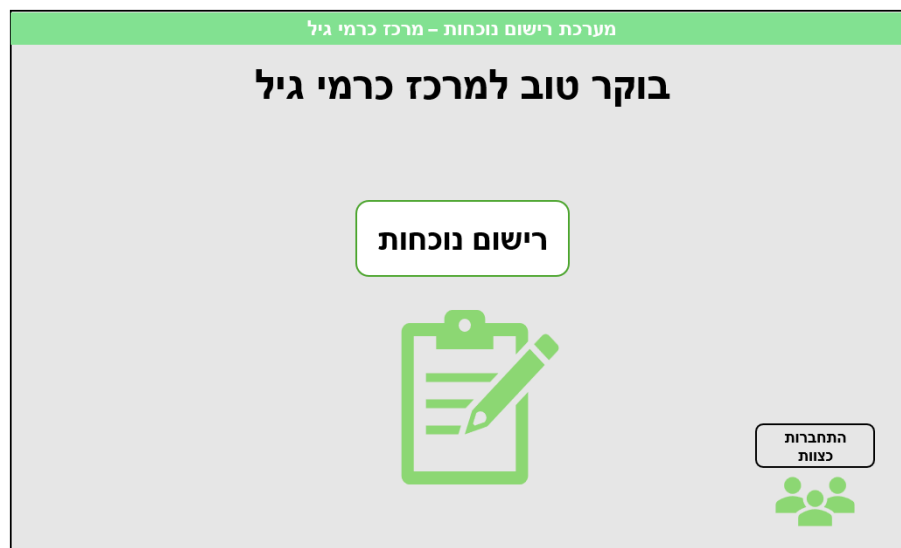 מערכת רישום נוכחות – מרכז כרמי גיל
בוקר טוב למרכז כרמי גיל
רישום נוכחות
התחברות
כצוות